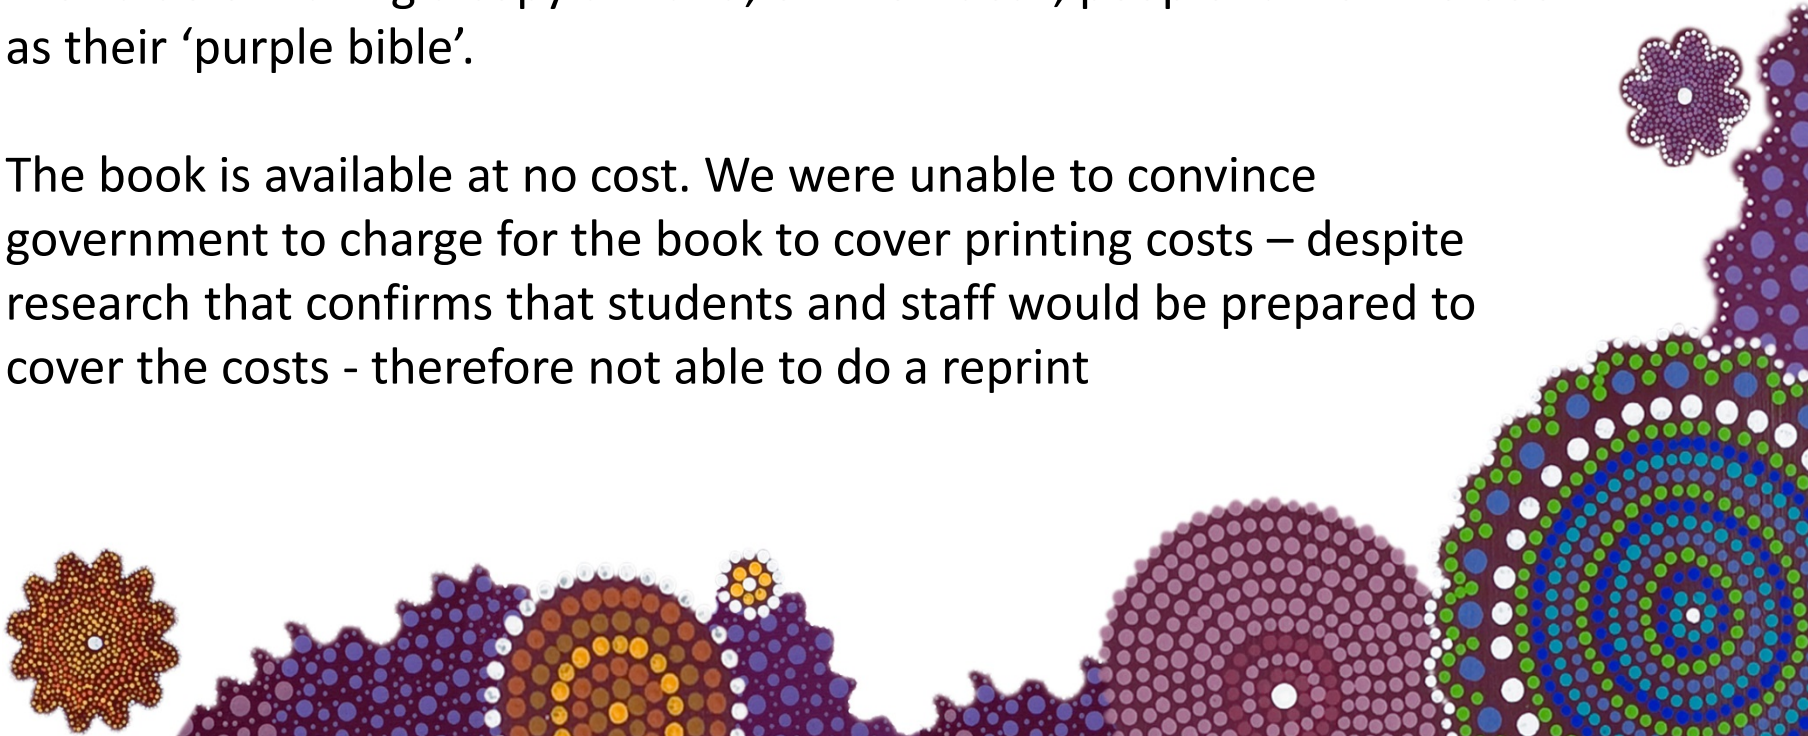 as their ‘purple bible’.
The book is available at no cost. We were unable to convince
government to charge for the book to cover printing costs – despite
research that confirms that students and staff would be prepared to
cover the costs - therefore not able to do a reprint